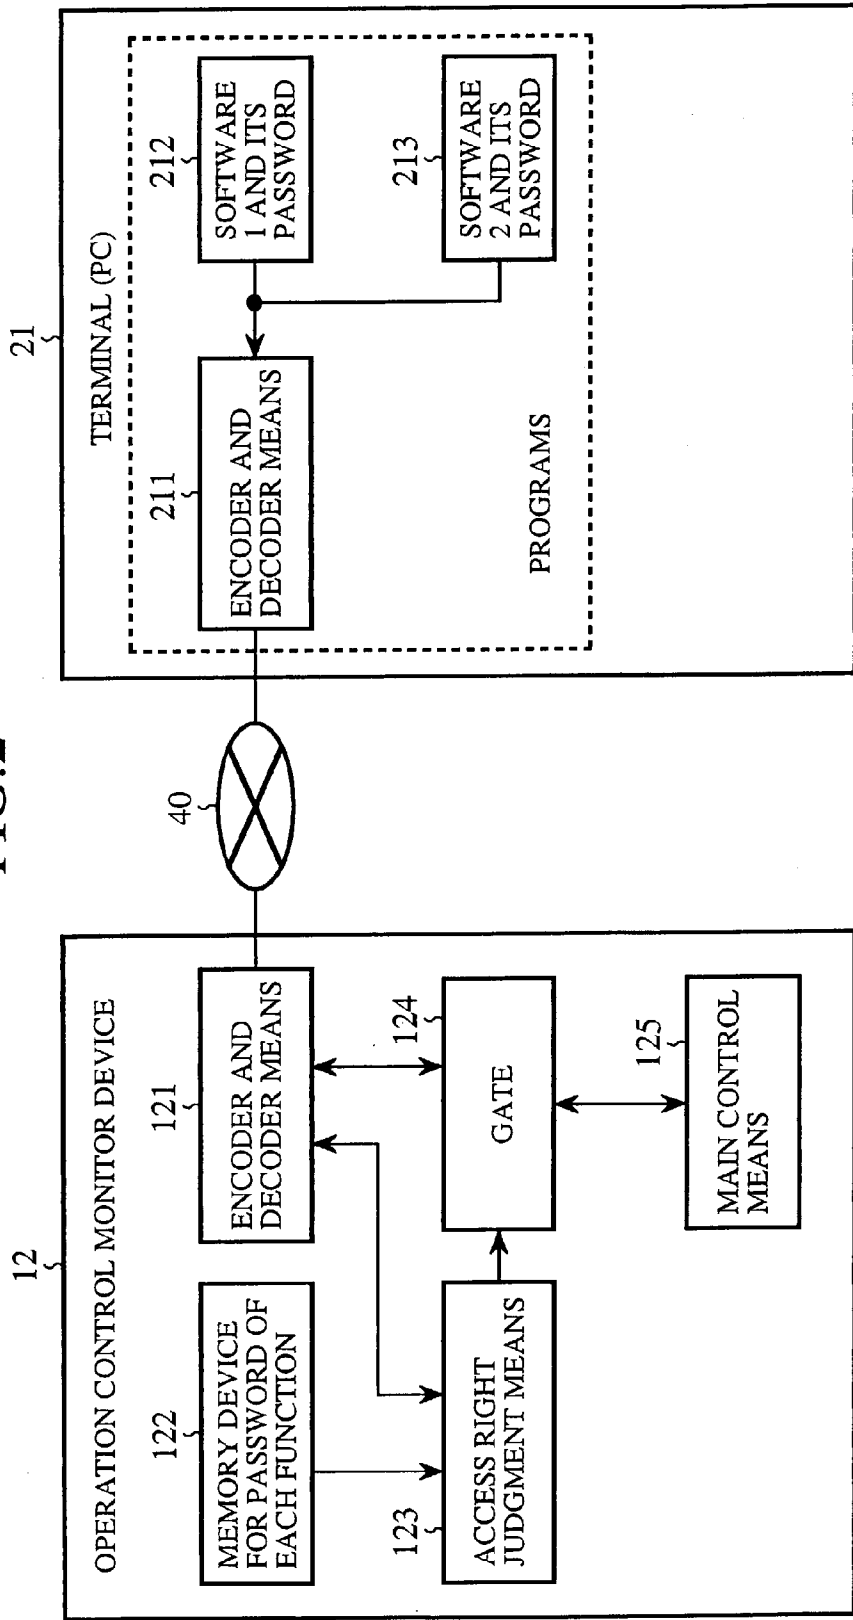 12
OPERATION CONTROL MONITOR DEVICE
122
MEMORY DEVICE
FOR PASSWORD OF
EACH FUNCTION
121
ENCODER AND
DECODER MEANS
123
ACCESS RIGHT
JUDGMENT MEANS
124
GATE
125
MAIN CONTROL
MEANS
40
21
TERMINAL (PC)
211
ENCODER AND
DECODER MEANS
212
SOFTWARE
1 AND ITS
PASSWORD
213
SOFTWARE
2 AND ITS
PASSWORD
PROGRAMS